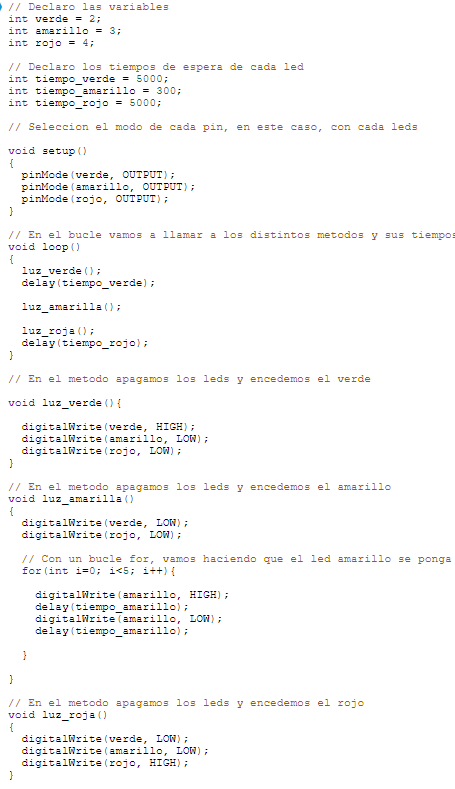 // Declaro las variables
int verde = 2;
int amarillo = 3;
int rojo = 4;
// Declaro los tiempos de espera de cada led
int tiempo_verde = 5000;
int tiempo_amarillo = 300;
int tiempo_rojo = 5000;
// Seleccion el modo de cada pin, en este caso, con cada leds
void setup()
{
pinMode(verde, OUTPUT);
pinMode(amarillo, OUTPUT);
pinMode(rojo, OUTPUT);
}
// En el bucle vamos a llamar a los distintos metodos y sus tiempos
void loop()
{
luz_verde();
delay(tiempo_verde);
luz_amarilla();
luz_roja();
delay(tiempo_rojo);
}
// En el metodo apagamos los leds y encedemos el verde
void luz_verde(){
digitalWrite(verde, HIGH);
digitalWrite(amarillo, LOW);
digitalWrite(rojo, LOW);
}
// En el metodo apagamos los leds y encedemos el amarillo
void luz_amarilla()
{
digitalWrite(verde, LOW);
digitalWrite(rojo, LOW);
// Con un bucle for, vamos haciendo que el led amarillo se ponga
for(int i=0; i<5; i++){
digitalWrite(amarillo, HIGH);
delay(tiempo_amarillo);
digitalWrite(amarillo, LOW);
delay(tiempo_amarillo);
}
}
// En el metodo apagamos los leds y encedemos el rojo
void luz_roja()
{
digitalWrite(verde, LOW);
digitalWrite(amarillo, LOW);
digitalWrite(rojo, HIGH);
}